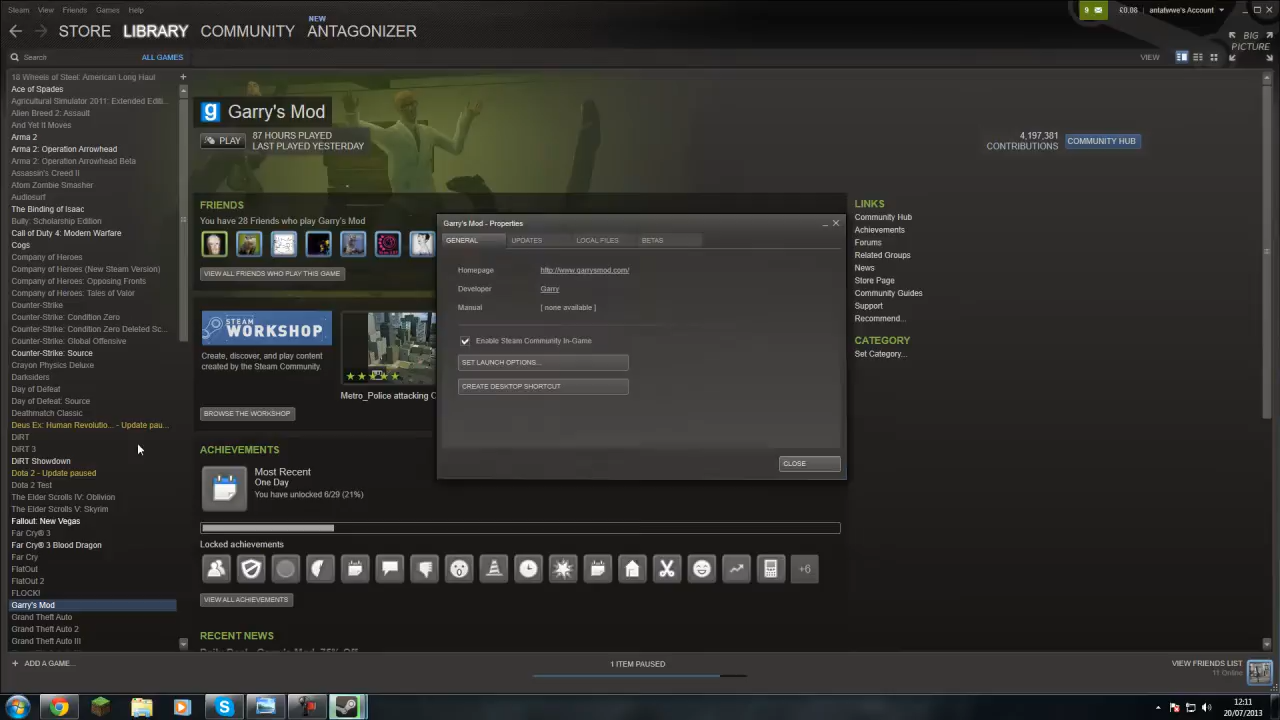 Steam View Friends Games Help
9 £0.86 antatwwe's Account
STORE LIBRARY COMMUNITY NEW ANTAGONIZER
BIG PICTURE
Search ALL GAMES VIEW
18 Wheels of Steel: American Long Haul
Ace of Spades
Agricultural Simulator 2011: Extended Editi...
Alien Breed 2: Assault
And Yet It Moves
Arma 2
Arma 2: Operation Arrowhead
Arma 2: Operation Arrowhead Beta
Assassin's Creed II
Atom Zombie Smasher
Audiosurf
The Binding of Isaac
Bully: Scholarship Edition
Call of Duty 4: Modern Warfare
Cogs
Company of Heroes
Company of Heroes (New Steam Version)
Company of Heroes: Opposing Fronts
Company of Heroes: Tales of Valor
Counter-Strike
Counter-Strike: Condition Zero
Counter-Strike: Condition Zero Deleted Sc...
Counter-Strike: Global Offensive
Counter-Strike: Source
Crayon Physics Deluxe
Darksiders
Day of Defeat
Day of Defeat: Source
Deathmatch Classic
Deus Ex: Human Revolutio... - Update pau...
DiRT
DiRT 3
DiRT Showdown
Dota 2 - Update paused
Dota 2 Test
The Elder Scrolls IV: Oblivion
The Elder Scrolls V: Skyrim
Fallout: New Vegas
Far Cry® 3
Far Cry® 3 Blood Dragon
Far Cry
FlatOut
FlatOut 2
FLOCK!
Garry's Mod
Grand Theft Auto
Grand Theft Auto 2
Grand Theft Auto III
+ ADD A GAME...
g Garry's Mod
PLAY
87 HOURS PLAYED
LAST PLAYED YESTERDAY
4,197,381
CONTRIBUTIONS
COMMUNITY HUB
FRIENDS
You have 28 Friends who play Garry's Mod
VIEW ALL FRIENDS WHO PLAY THIS GAME
STEAM
WORKSHOP
Create, discover, and play content
created by the Steam Community.
Metro_Police attacking C
BROWSE THE WORKSHOP
ACHIEVEMENTS
Most Recent
One Day
You have unlocked 6/29 (21%)
Locked achievements
+6
VIEW ALL ACHIEVEMENTS
RECENT NEWS
Garry's Mod - Properties
GENERAL UPDATES LOCAL FILES BETAS
Homepage http://www.garrysmod.com/
Developer Garry
Manual [ none available ]
Enable Steam Community In-Game
SET LAUNCH OPTIONS...
CREATE DESKTOP SHORTCUT
CLOSE
LINKS
Community Hub
Achievements
Forums
Related Groups
News
Store Page
Community Guides
Support
Recommend...
CATEGORY
Set Category...
1 ITEM PAUSED
VIEW FRIENDS LIST
11 Online
12:11
20/07/2013